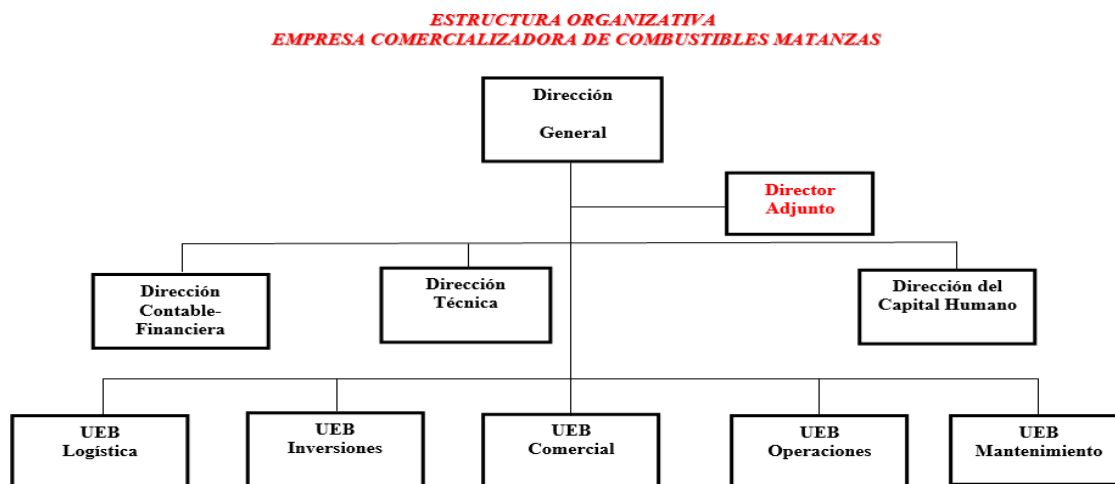 ESTRUCTURA ORGANIZATIVA
EMPRESA COMERCIALIZADORA DE COMBUSTIBLES MATANZAS
Dirección
General
Director
Adjunto
Dirección
Contable-
Financiera
Dirección
Técnica
Dirección del
Capital Humano
UEB
Logística
UEB
Inversiones
UEB
Comercial
UEB
Operaciones
UEB
Mantenimiento